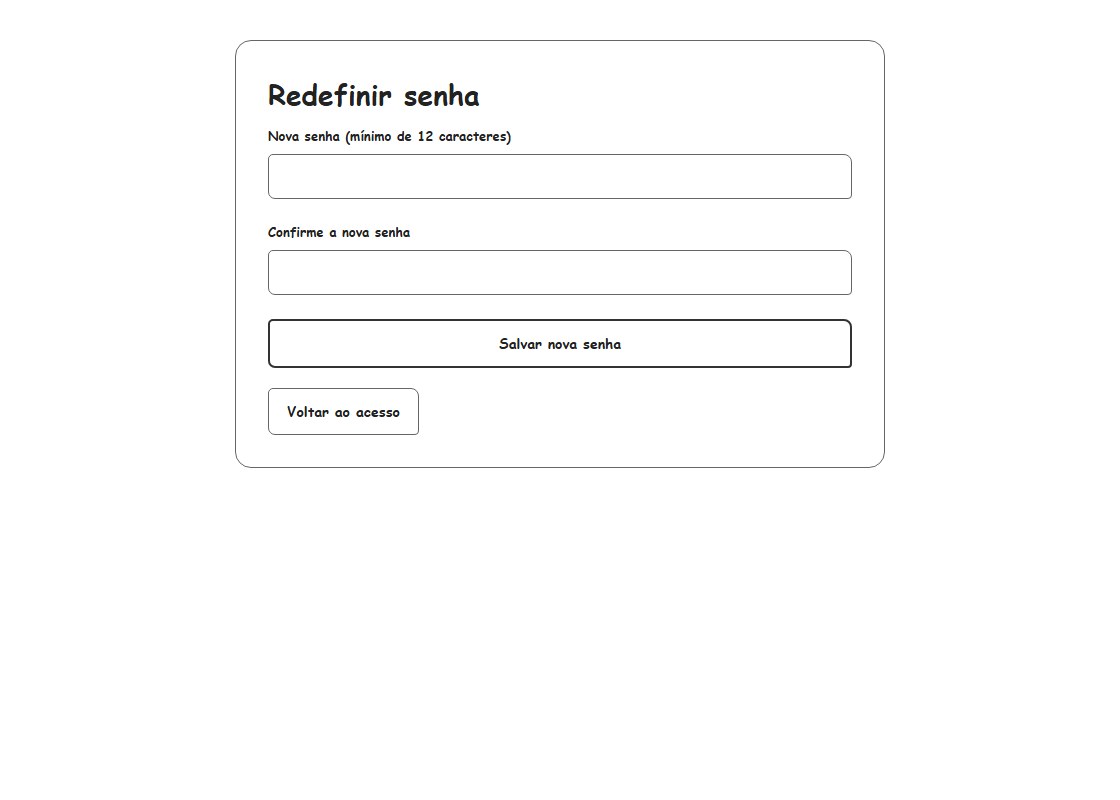 Redefinir senha
Nova senha (mínimo de 12 caracteres)
Confirme a nova senha
Salvar nova senha
Voltar ao acesso